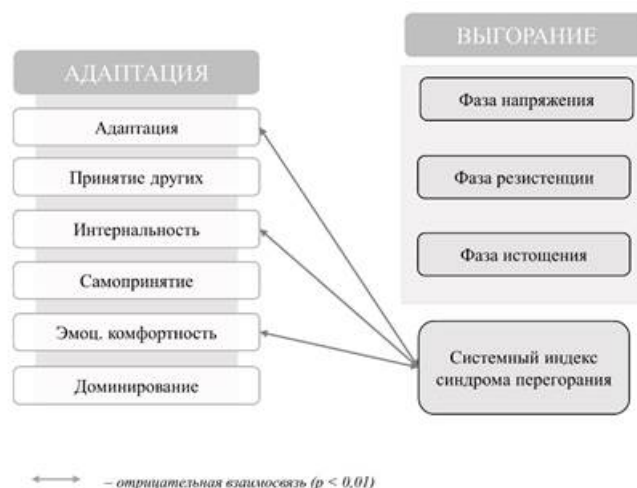 АДАПТАЦИЯ
Адаптация
Принятие других
Интернальность
Самопринятие
Эмоц. комфортность
Доминирование
ВЫГОРАНИЕ
Фаза напряжения
Фаза резистенции
Фаза истощения
Системный индекс
синдрома перегорания
– отрицательная взаимосвязь (p < 0,01)